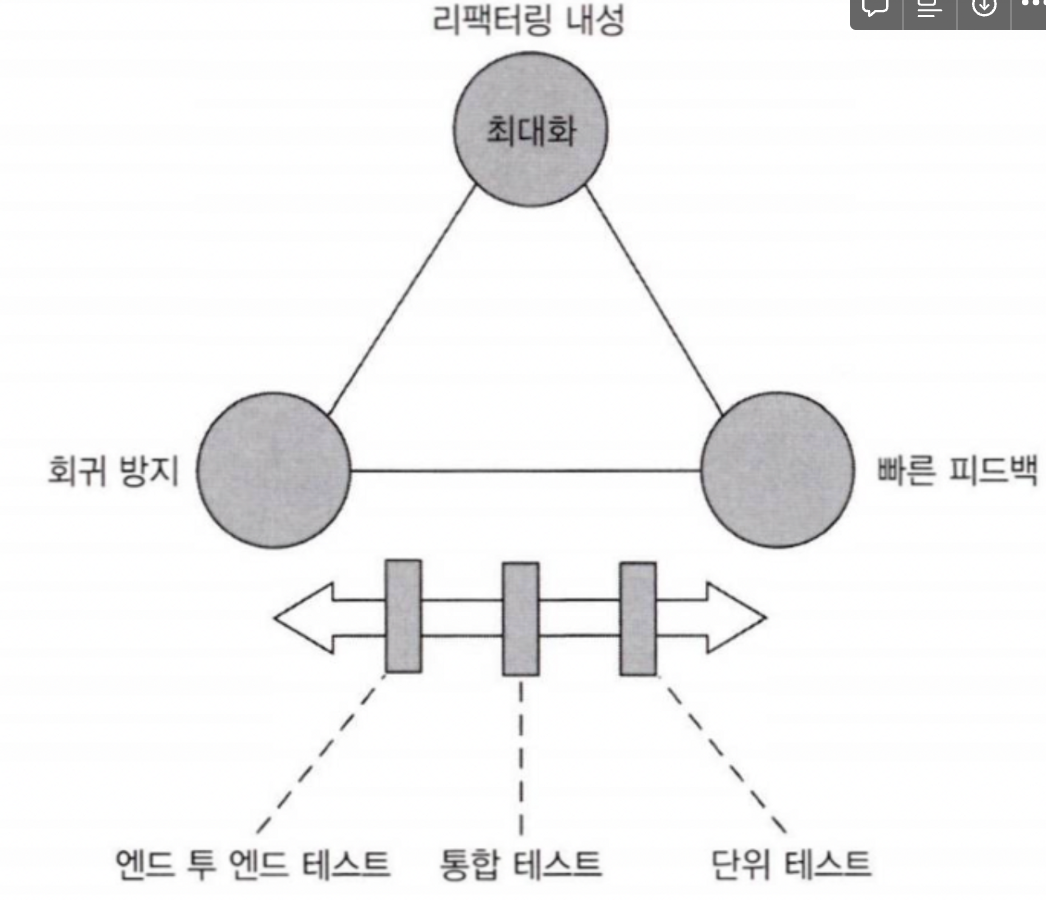 리팩터링 내성
최대화
회귀 방지
빠른 피드백
엔드 투 엔드 테스트
통합 테스트
단위 테스트